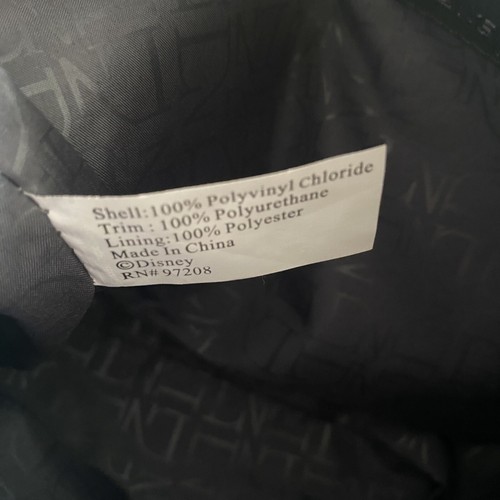 Shell:100% Polyvinyl Chloride
Trim : 100% Polyurethane
Lining:100% Polyester
Made In China
©Disney
RN# 97208